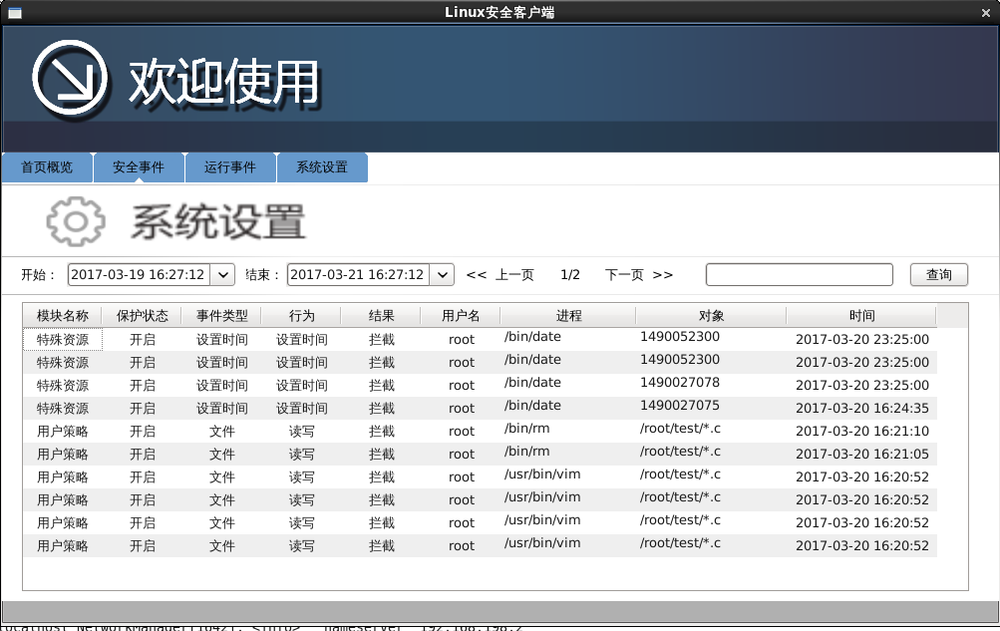 Linux安全客户端
欢迎使用
首页概览 安全事件 运行事件 系统设置
系统设置
开始： 2017-03-19 16:27:12 结束： 2017-03-21 16:27:12 << 上一页 1/2 下一页 >> 查询
模块名称 保护状态 事件类型 行为 结果 用户名 进程 对象 时间
特殊资源 开启 设置时间 设置时间 拦截 root /bin/date 1490052300 2017-03-20 23:25:00
特殊资源 开启 设置时间 设置时间 拦截 root /bin/date 1490052300 2017-03-20 23:25:00
特殊资源 开启 设置时间 设置时间 拦截 root /bin/date 1490027078 2017-03-20 23:25:00
特殊资源 开启 设置时间 设置时间 拦截 root /bin/date 1490027075 2017-03-20 16:24:35
用户策略 开启 文件 读写 拦截 root /bin/rm /root/test/*.c 2017-03-20 16:21:10
用户策略 开启 文件 读写 拦截 root /bin/rm /root/test/*.c 2017-03-20 16:21:05
用户策略 开启 文件 读写 拦截 root /usr/bin/vim /root/test/*.c 2017-03-20 16:20:52
用户策略 开启 文件 读写 拦截 root /usr/bin/vim /root/test/*.c 2017-03-20 16:20:52
用户策略 开启 文件 读写 拦截 root /usr/bin/vim /root/test/*.c 2017-03-20 16:20:52
用户策略 开启 文件 读写 拦截 root /usr/bin/vim /root/test/*.c 2017-03-20 16:20:52